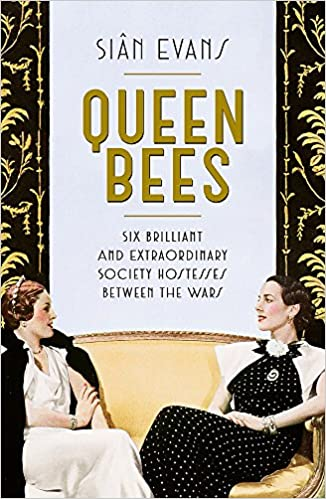 SIÂN EVANS
QUEEN
BEES
SIX BRILLIANT
AND EXTRAORDINARY
SOCIETY HOSTESSES
BETWEEN THE WARS